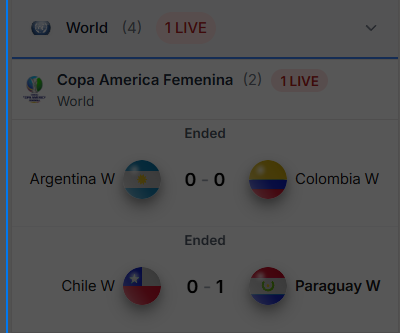 World (4) 1 LIVE
Copa America Femenina (2) 1 LIVE
World
Ended
Argentina W 0 - 0 Colombia W
Ended
Chile W 0 - 1 Paraguay W